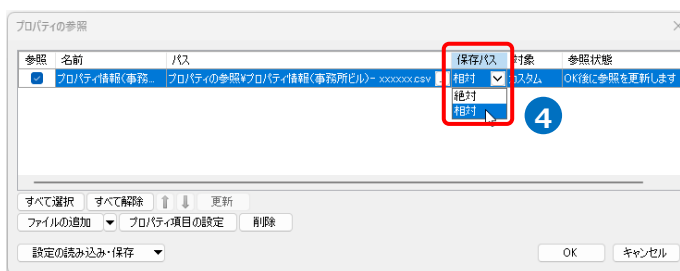 プロパティの参照
参照 名前 パス 保存パス 対象 参照状態
プロパティ情報(事務... プロパティの参照¥プロパティ情報(事務所ビル)- xxxxxx.csv ... 相対 カスタム OK後に参照を更新します
絶対
相対
4
すべて選択 すべて解除 更新
ファイルの追加 プロパティ項目の設定 削除
設定の読み込み・保存 OK キャンセル